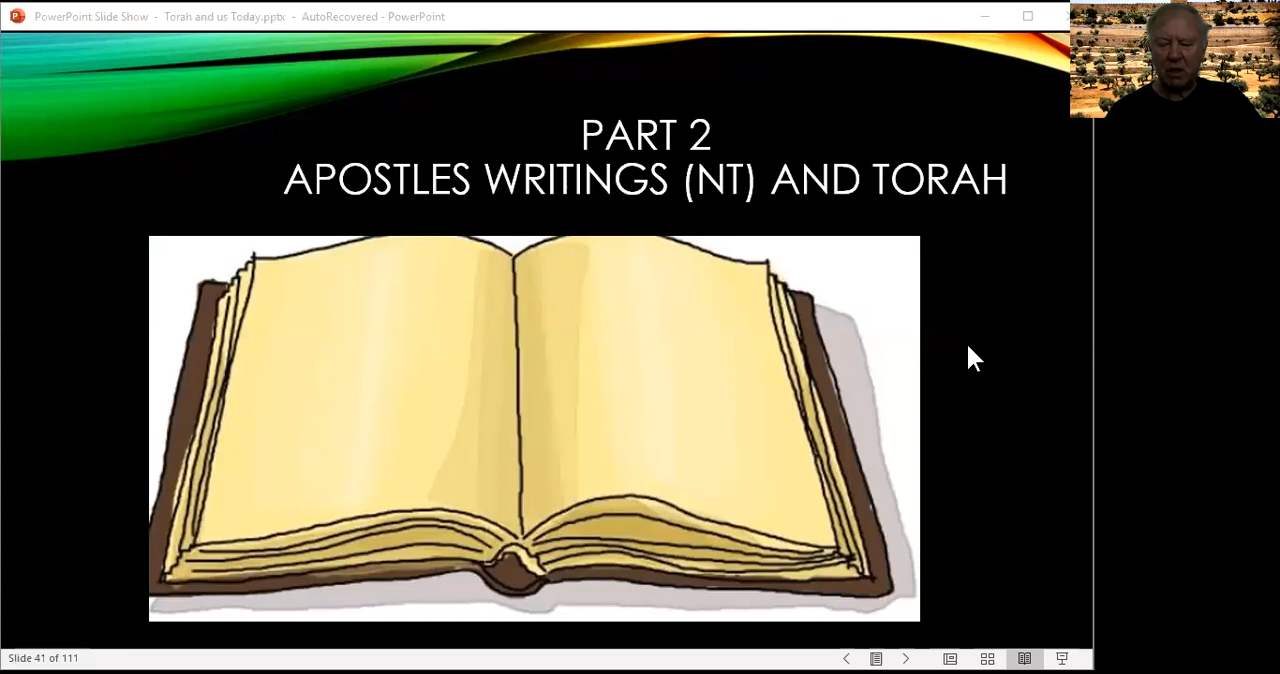 PowerPoint Slide Show - Torah and us Today.pptx - AutoRecovered - PowerPoint
PART 2
APOSTLES WRITINGS (NT) AND TORAH
Slide 41 of 111